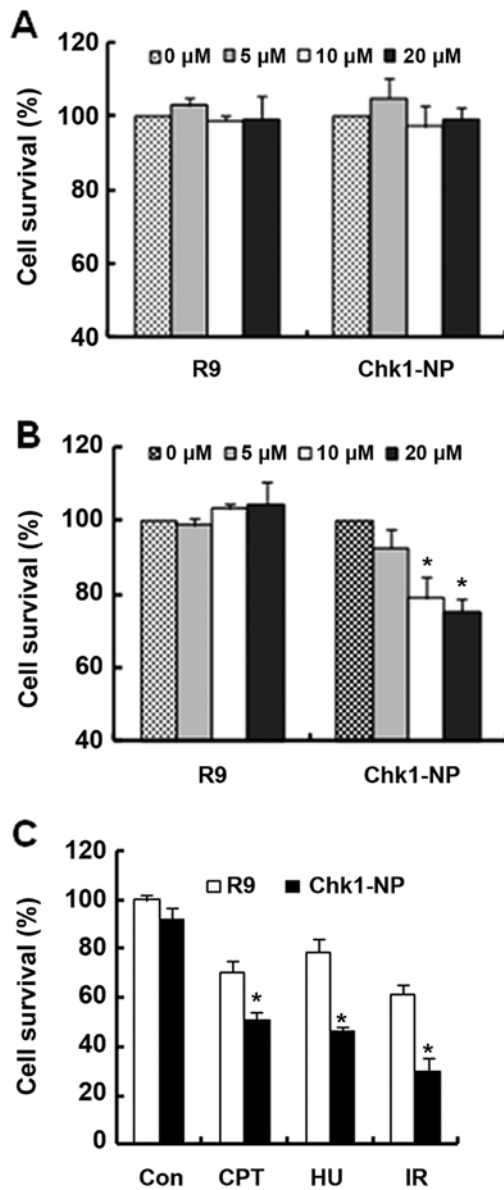 A
120
0 μM 5 μM 10 μM 20 μM
100
80
60
40
Cell survival (%)
R9 Chk1-NP
B
120
0 μM 5 μM 10 μM 20 μM
100
80
60
40
Cell survival (%)
* *
R9 Chk1-NP
C
120
R9 Chk1-NP
100
80
60
40
20
0
Cell survival (%)
* * *
Con CPT HU IR